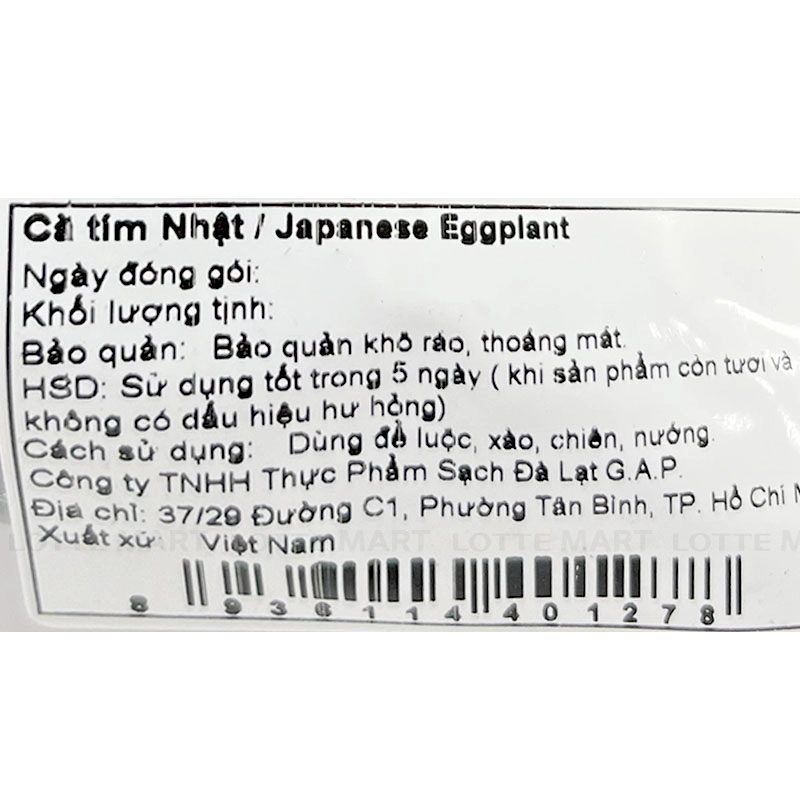 Cà tím Nhật / Japanese Eggplant
Ngày đóng gói:
Khối lượng tịnh:
Bảo quản: Bảo quản khô ráo, thoáng mát.
HSD: Sử dụng tốt trong 5 ngày ( khi sản phẩm còn tươi và
không có dấu hiệu hư hỏng)
Cách sử dụng: Dùng để luộc, xào, chiên, nướng.
Công ty TNHH Thực Phẩm Sạch Đà Lạt G.A.P.
Địa chỉ: 37/29 Đường C1, Phường Tân Bình, TP. Hồ Chí
Xuất xứ: Việt Nam
LOTTE MART LOTTE MART LOTTE
8 936114 401278